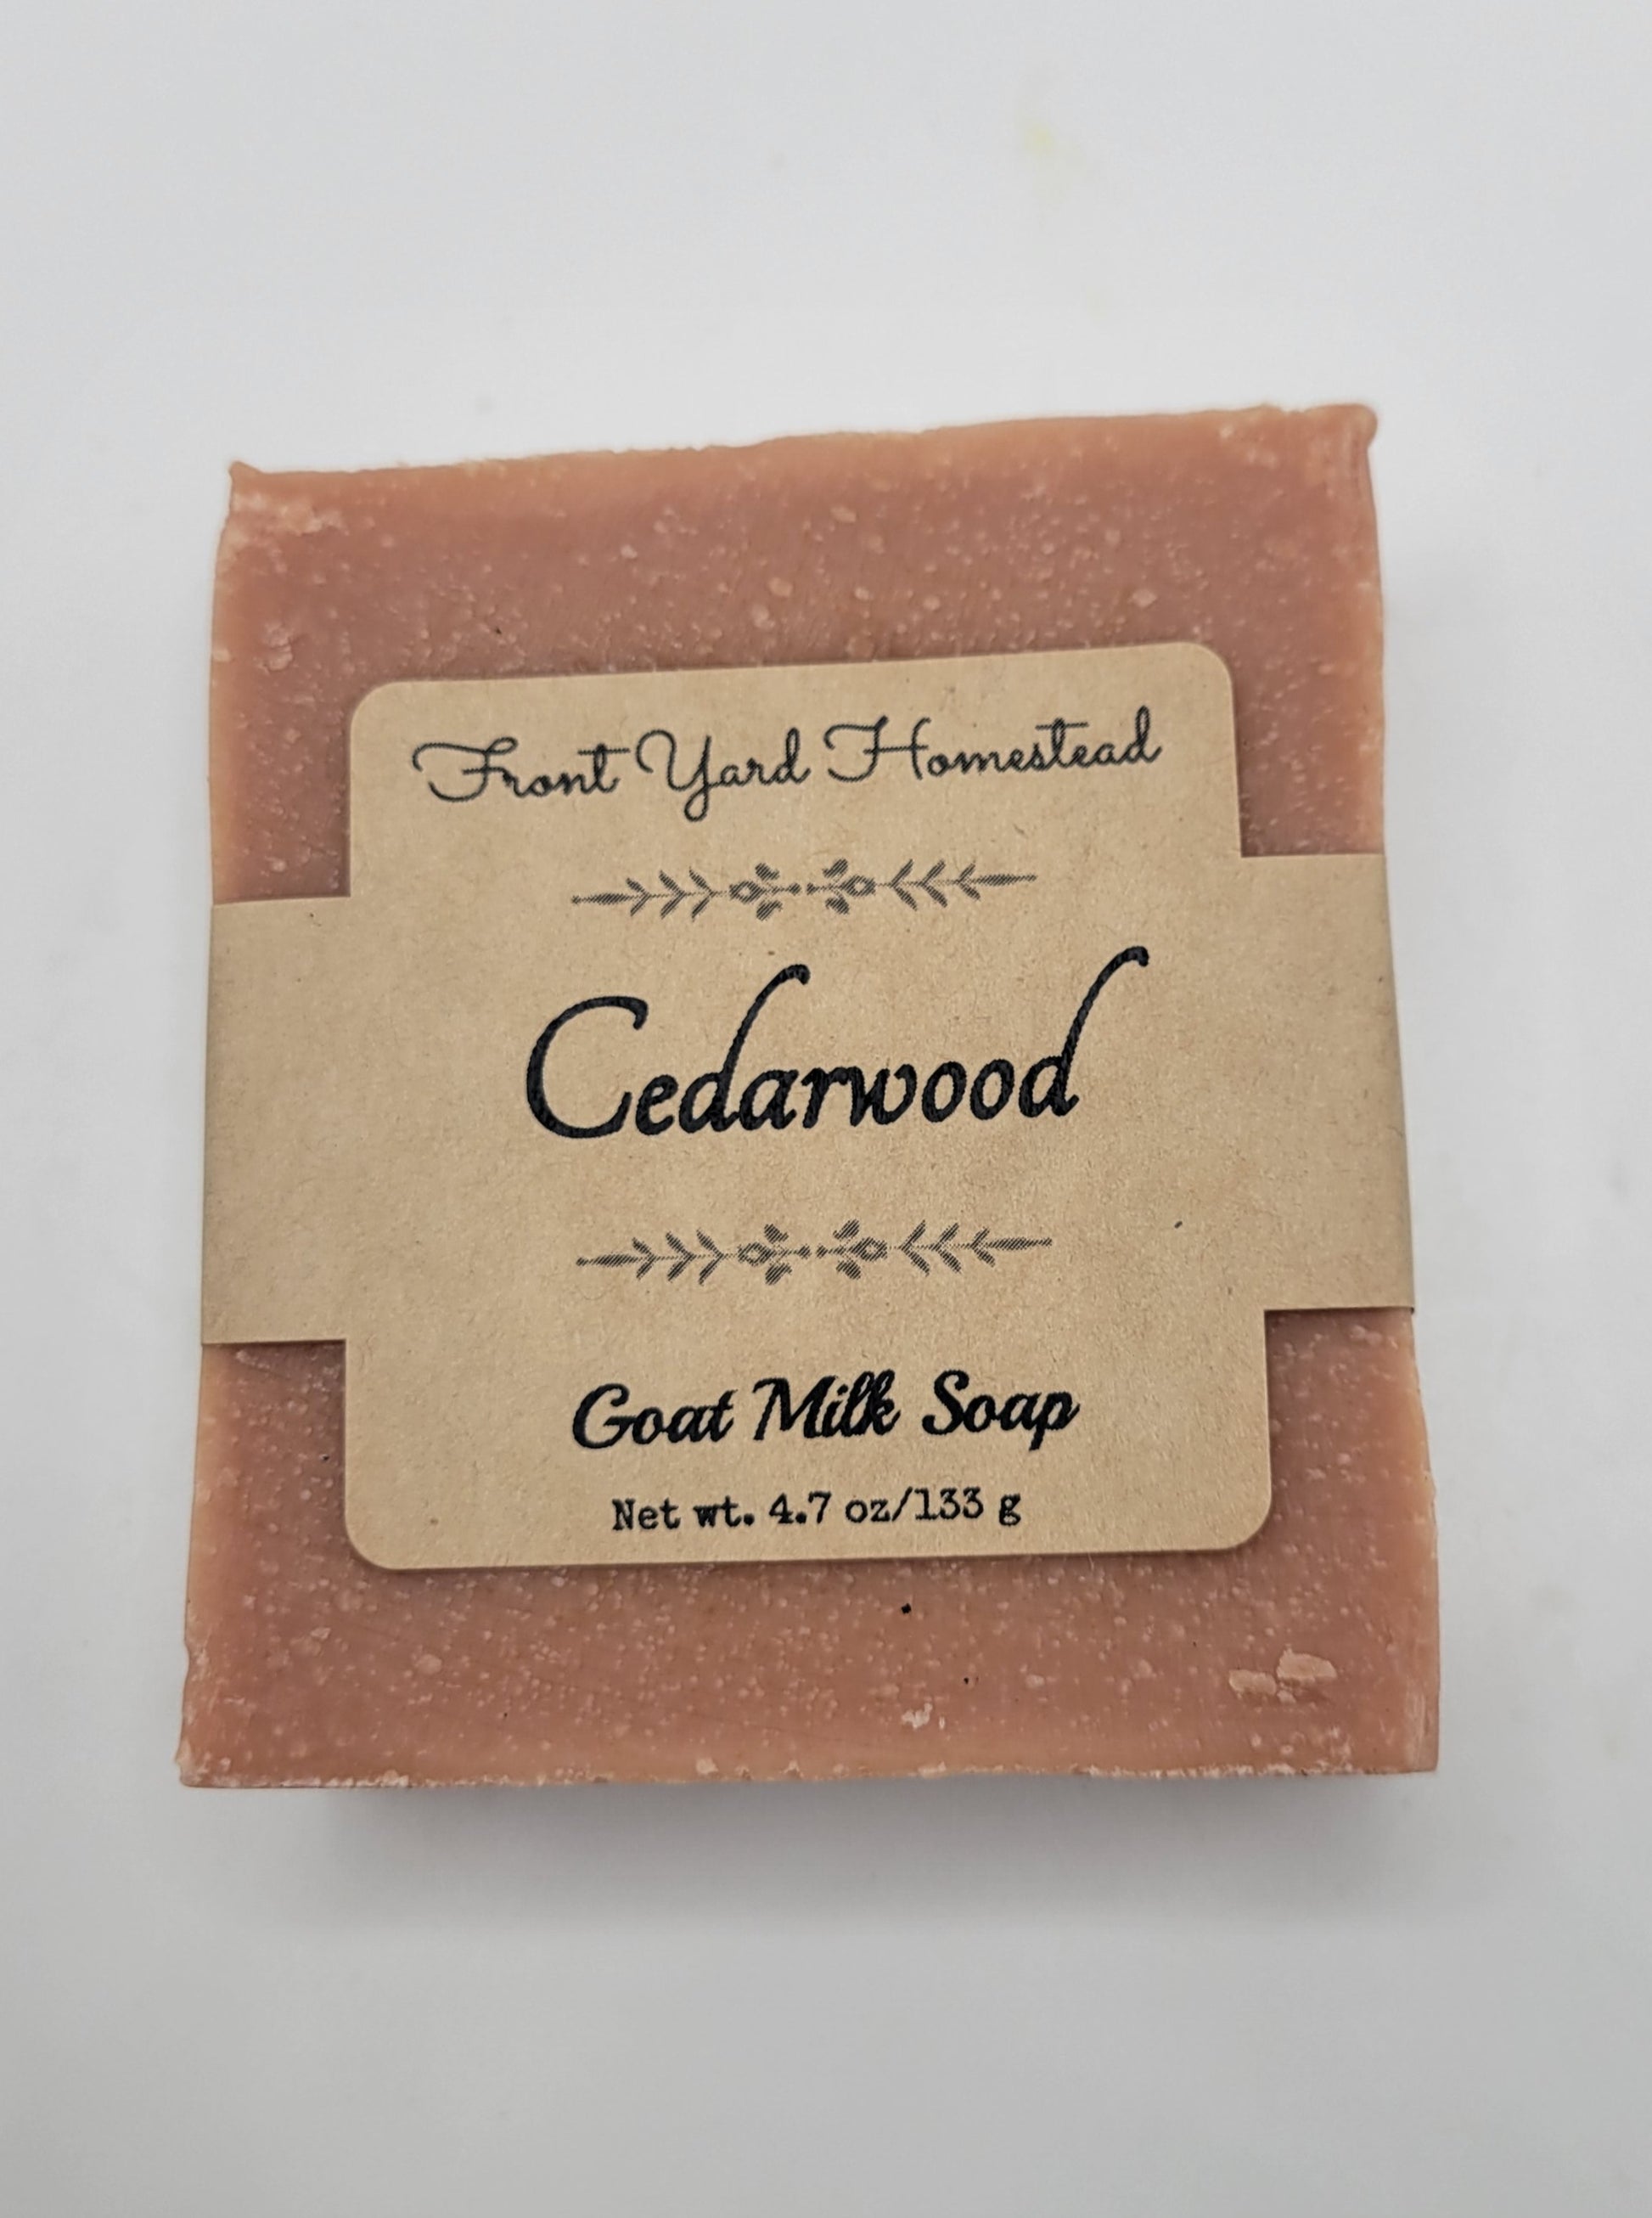 Front Yard Homestead
Cedarwood
Goat Milk Soap
Net wt. 4.7 oz/133 g